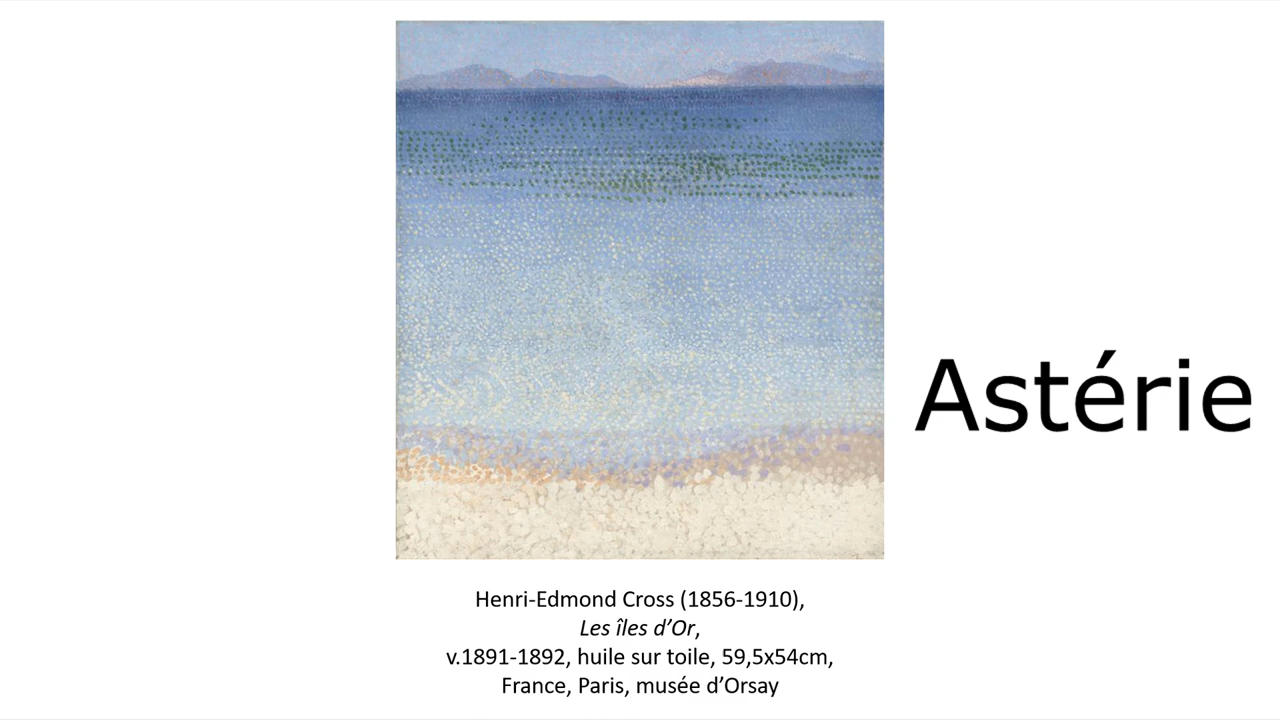 Astérie
Henri-Edmond Cross (1856-1910),
Les îles d’Or,
v.1891-1892, huile sur toile, 59,5x54cm,
France, Paris, musée d’Orsay